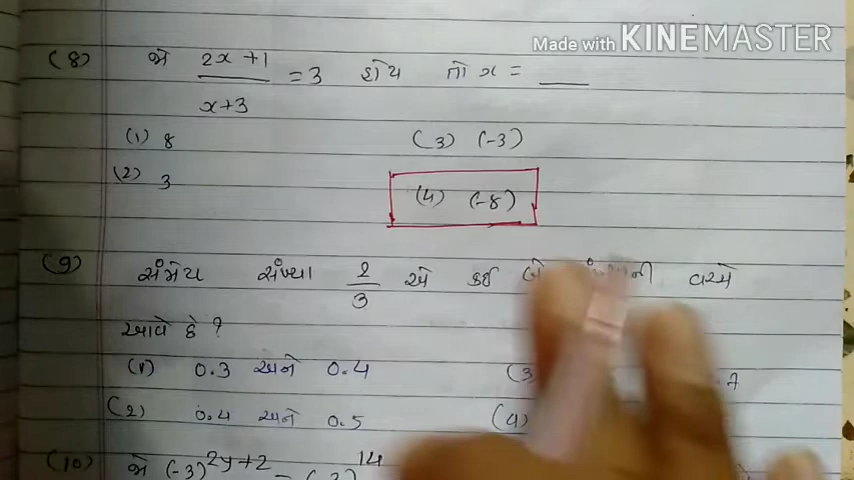 Made with KINEMASTER
(8) જો 2x + 1 / x+3 = 3 હોય તો x = ___
(1) 8 (3) (-3)
(2) 3 (4) (-8)
(9) સંમેય સંખ્યા 2/3 એ કઈ બે વચ્ચે
આવે છે ?
(1) 0.3 અને 0.4 (3
(2) 0.4 અને 0.5 (4)
(10) જો (-3)^2y+2 = 14